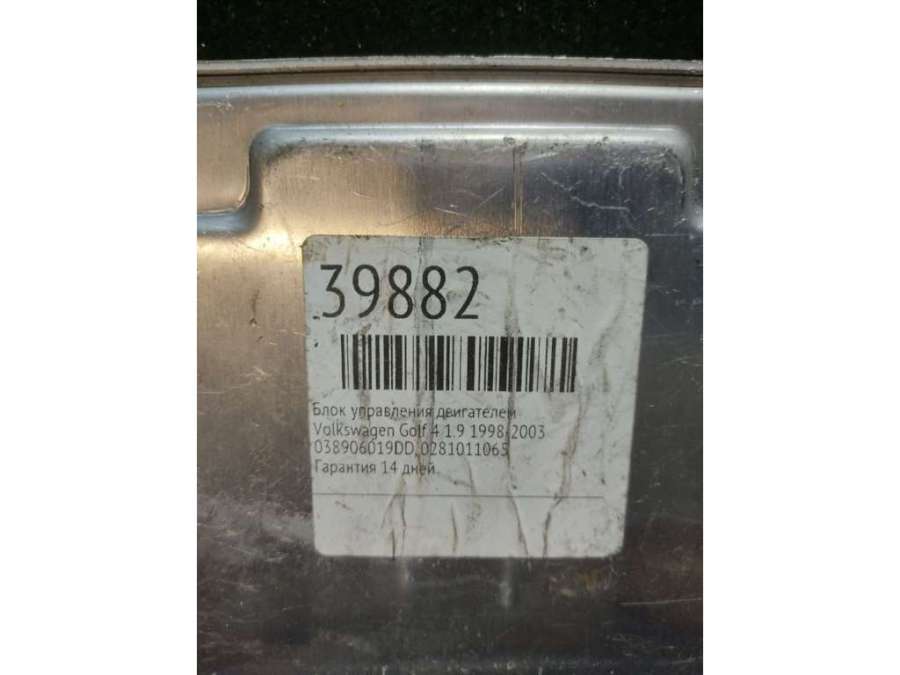 39882
Блок управления двигателем
Volkswagen Golf 4 1.9 1998-2003
038906019DD, 0281011065
Гарантия 14 дней.